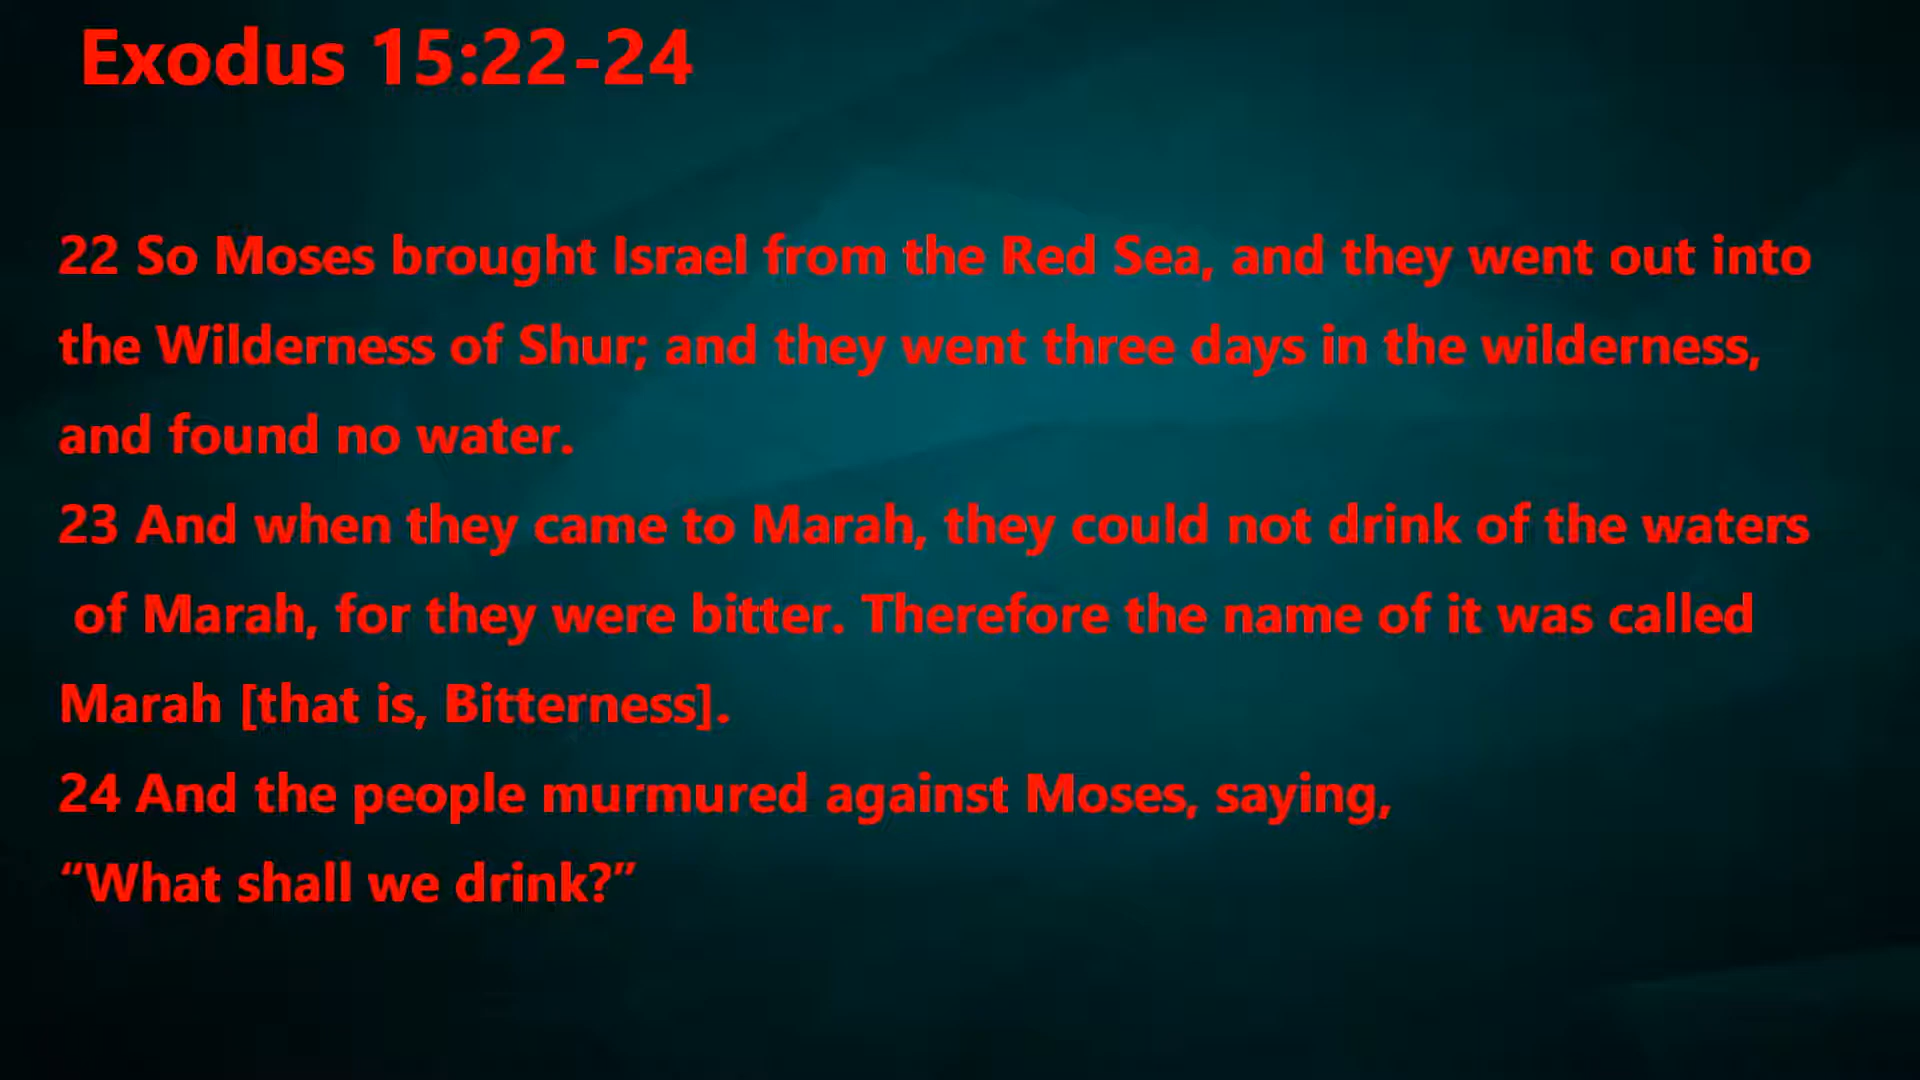 Exodus 15:22-24
22 So Moses brought Israel from the Red Sea, and they went out into
the Wilderness of Shur; and they went three days in the wilderness,
and found no water.
23 And when they came to Marah, they could not drink of the waters
of Marah, for they were bitter. Therefore the name of it was called
Marah [that is, Bitterness].
24 And the people murmured against Moses, saying,
“What shall we drink?”